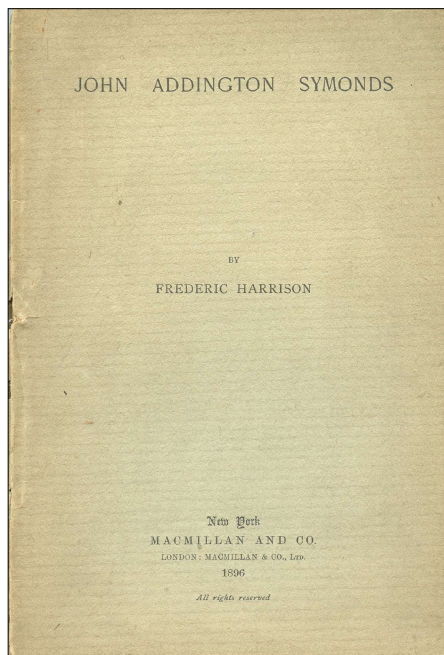 JOHN ADDINGTON SYMONDS
BY
FREDERIC HARRISON
New York
MACMILLAN AND CO.
LONDON: MACMILLAN & CO., LTD.
1896
All rights reserved